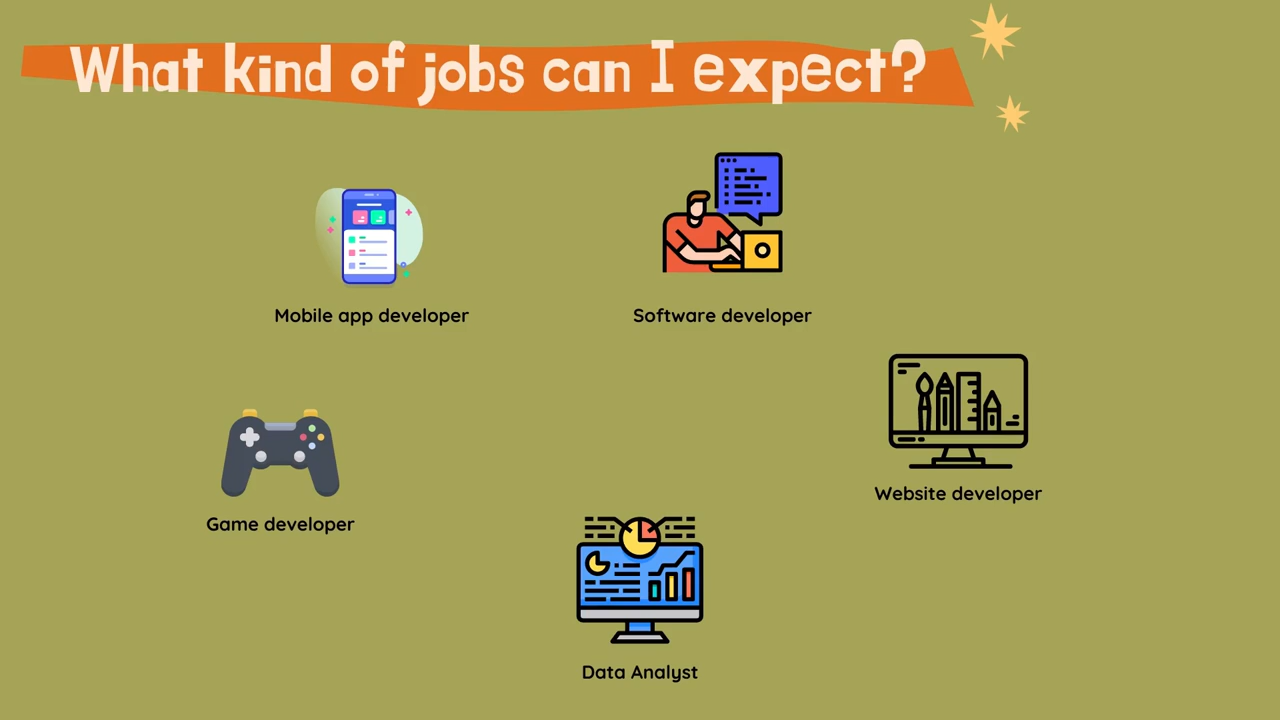 What kind of jobs can I expect?
Mobile app developer
Software developer
Website developer
Game developer
Data Analyst